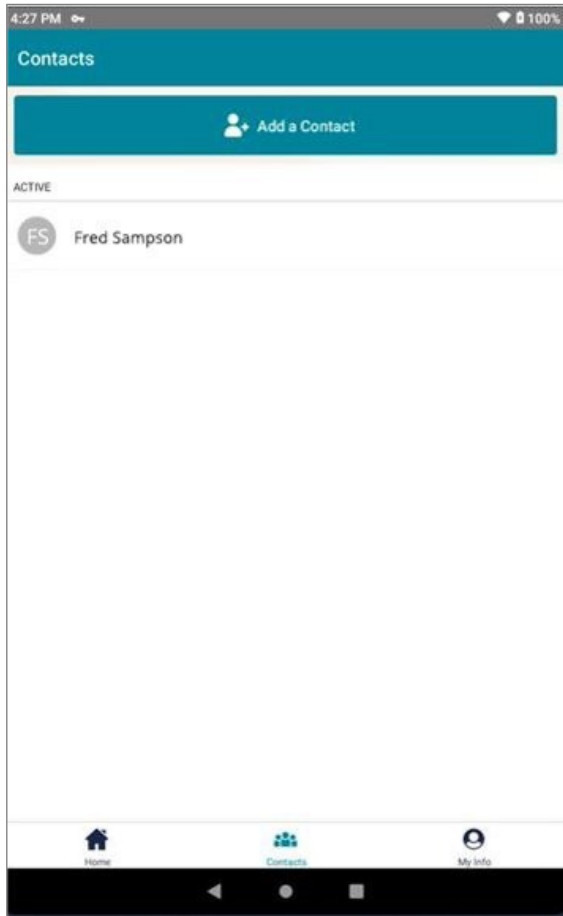 4:27 PM 100%
Contacts
Add a Contact
ACTIVE
FS Fred Sampson
Home Contacts My Info